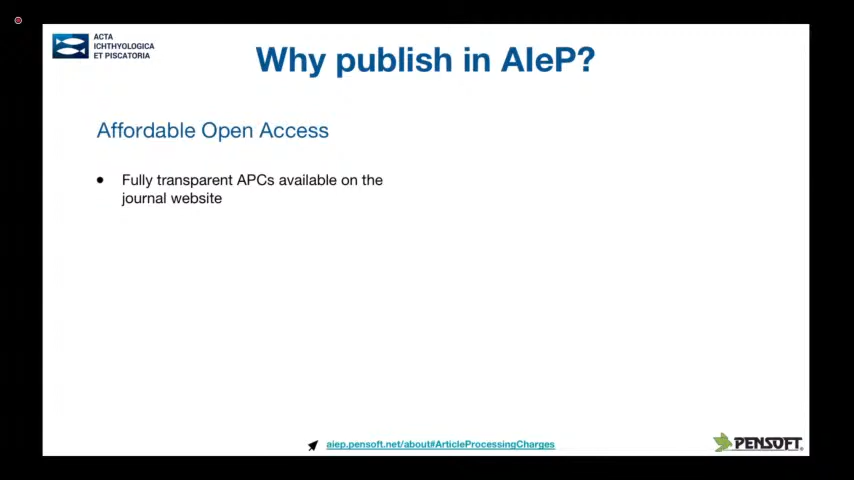 ACTA
ICHTHYOLOGICA
ET PISCATORIA
Why publish in AIeP?
Affordable Open Access
● Fully transparent APCs available on the
journal website
aiep.pensoft.net/about#ArticleProcessingCharges
PENSOFT®